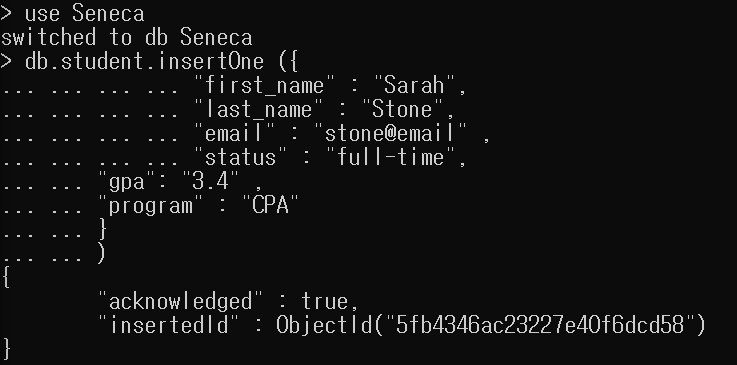 > use Seneca
switched to db Seneca
> db.student.insertOne ({
... ... ... ... "first_name" : "Sarah",
... ... ... ... "last_name" : "Stone",
... ... ... ... "email" : "stone@email" ,
... ... ... ... "status" : "full-time",
... ... "gpa": "3.4" ,
... ... "program" : "CPA"
... ... }
... ... )
{
"acknowledged" : true,
"insertedId" : ObjectId("5fb4346ac23227e40f6dcd58")
}